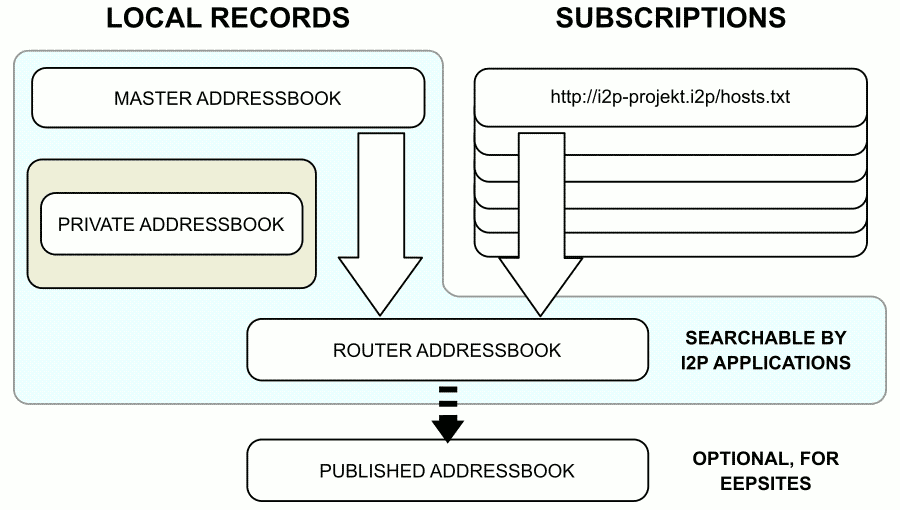 LOCAL RECORDS
SUBSCRIPTIONS
MASTER ADDRESSBOOK
http://i2p-projekt.i2p/hosts.txt
PRIVATE ADDRESSBOOK
ROUTER ADDRESSBOOK
SEARCHABLE BY
I2P APPLICATIONS
PUBLISHED ADDRESSBOOK
OPTIONAL, FOR
EEPSITES